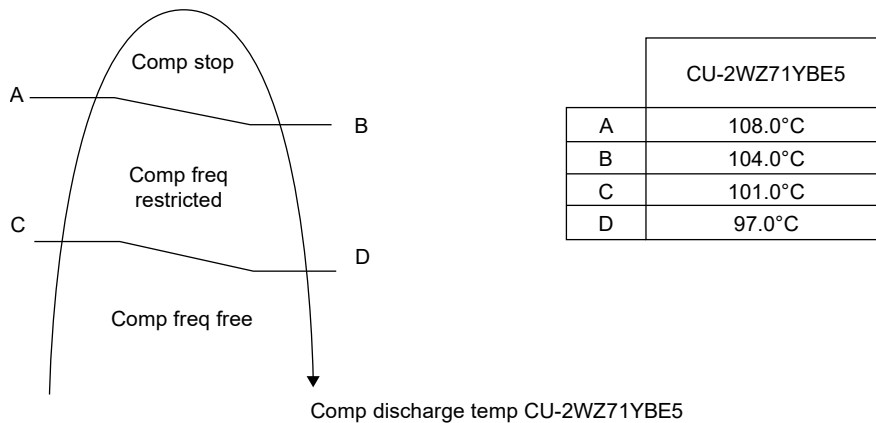 Comp stop
A
B
Comp freq
restricted
C
D
Comp freq free
Comp discharge temp CU-2WZ71YBE5
CU-2WZ71YBE5
A 108.0°C
B 104.0°C
C 101.0°C
D 97.0°C